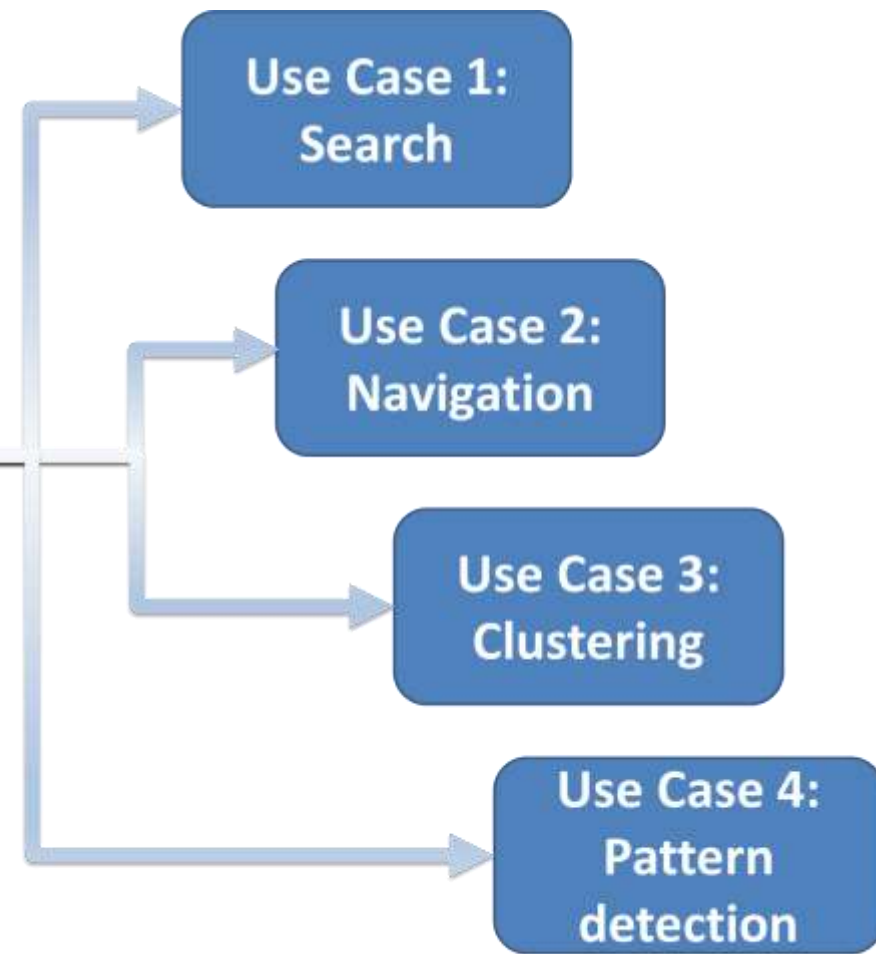 Use Case 1:
Search
Use Case 2:
Navigation
Use Case 3:
Clustering
Use Case 4:
Pattern
detection